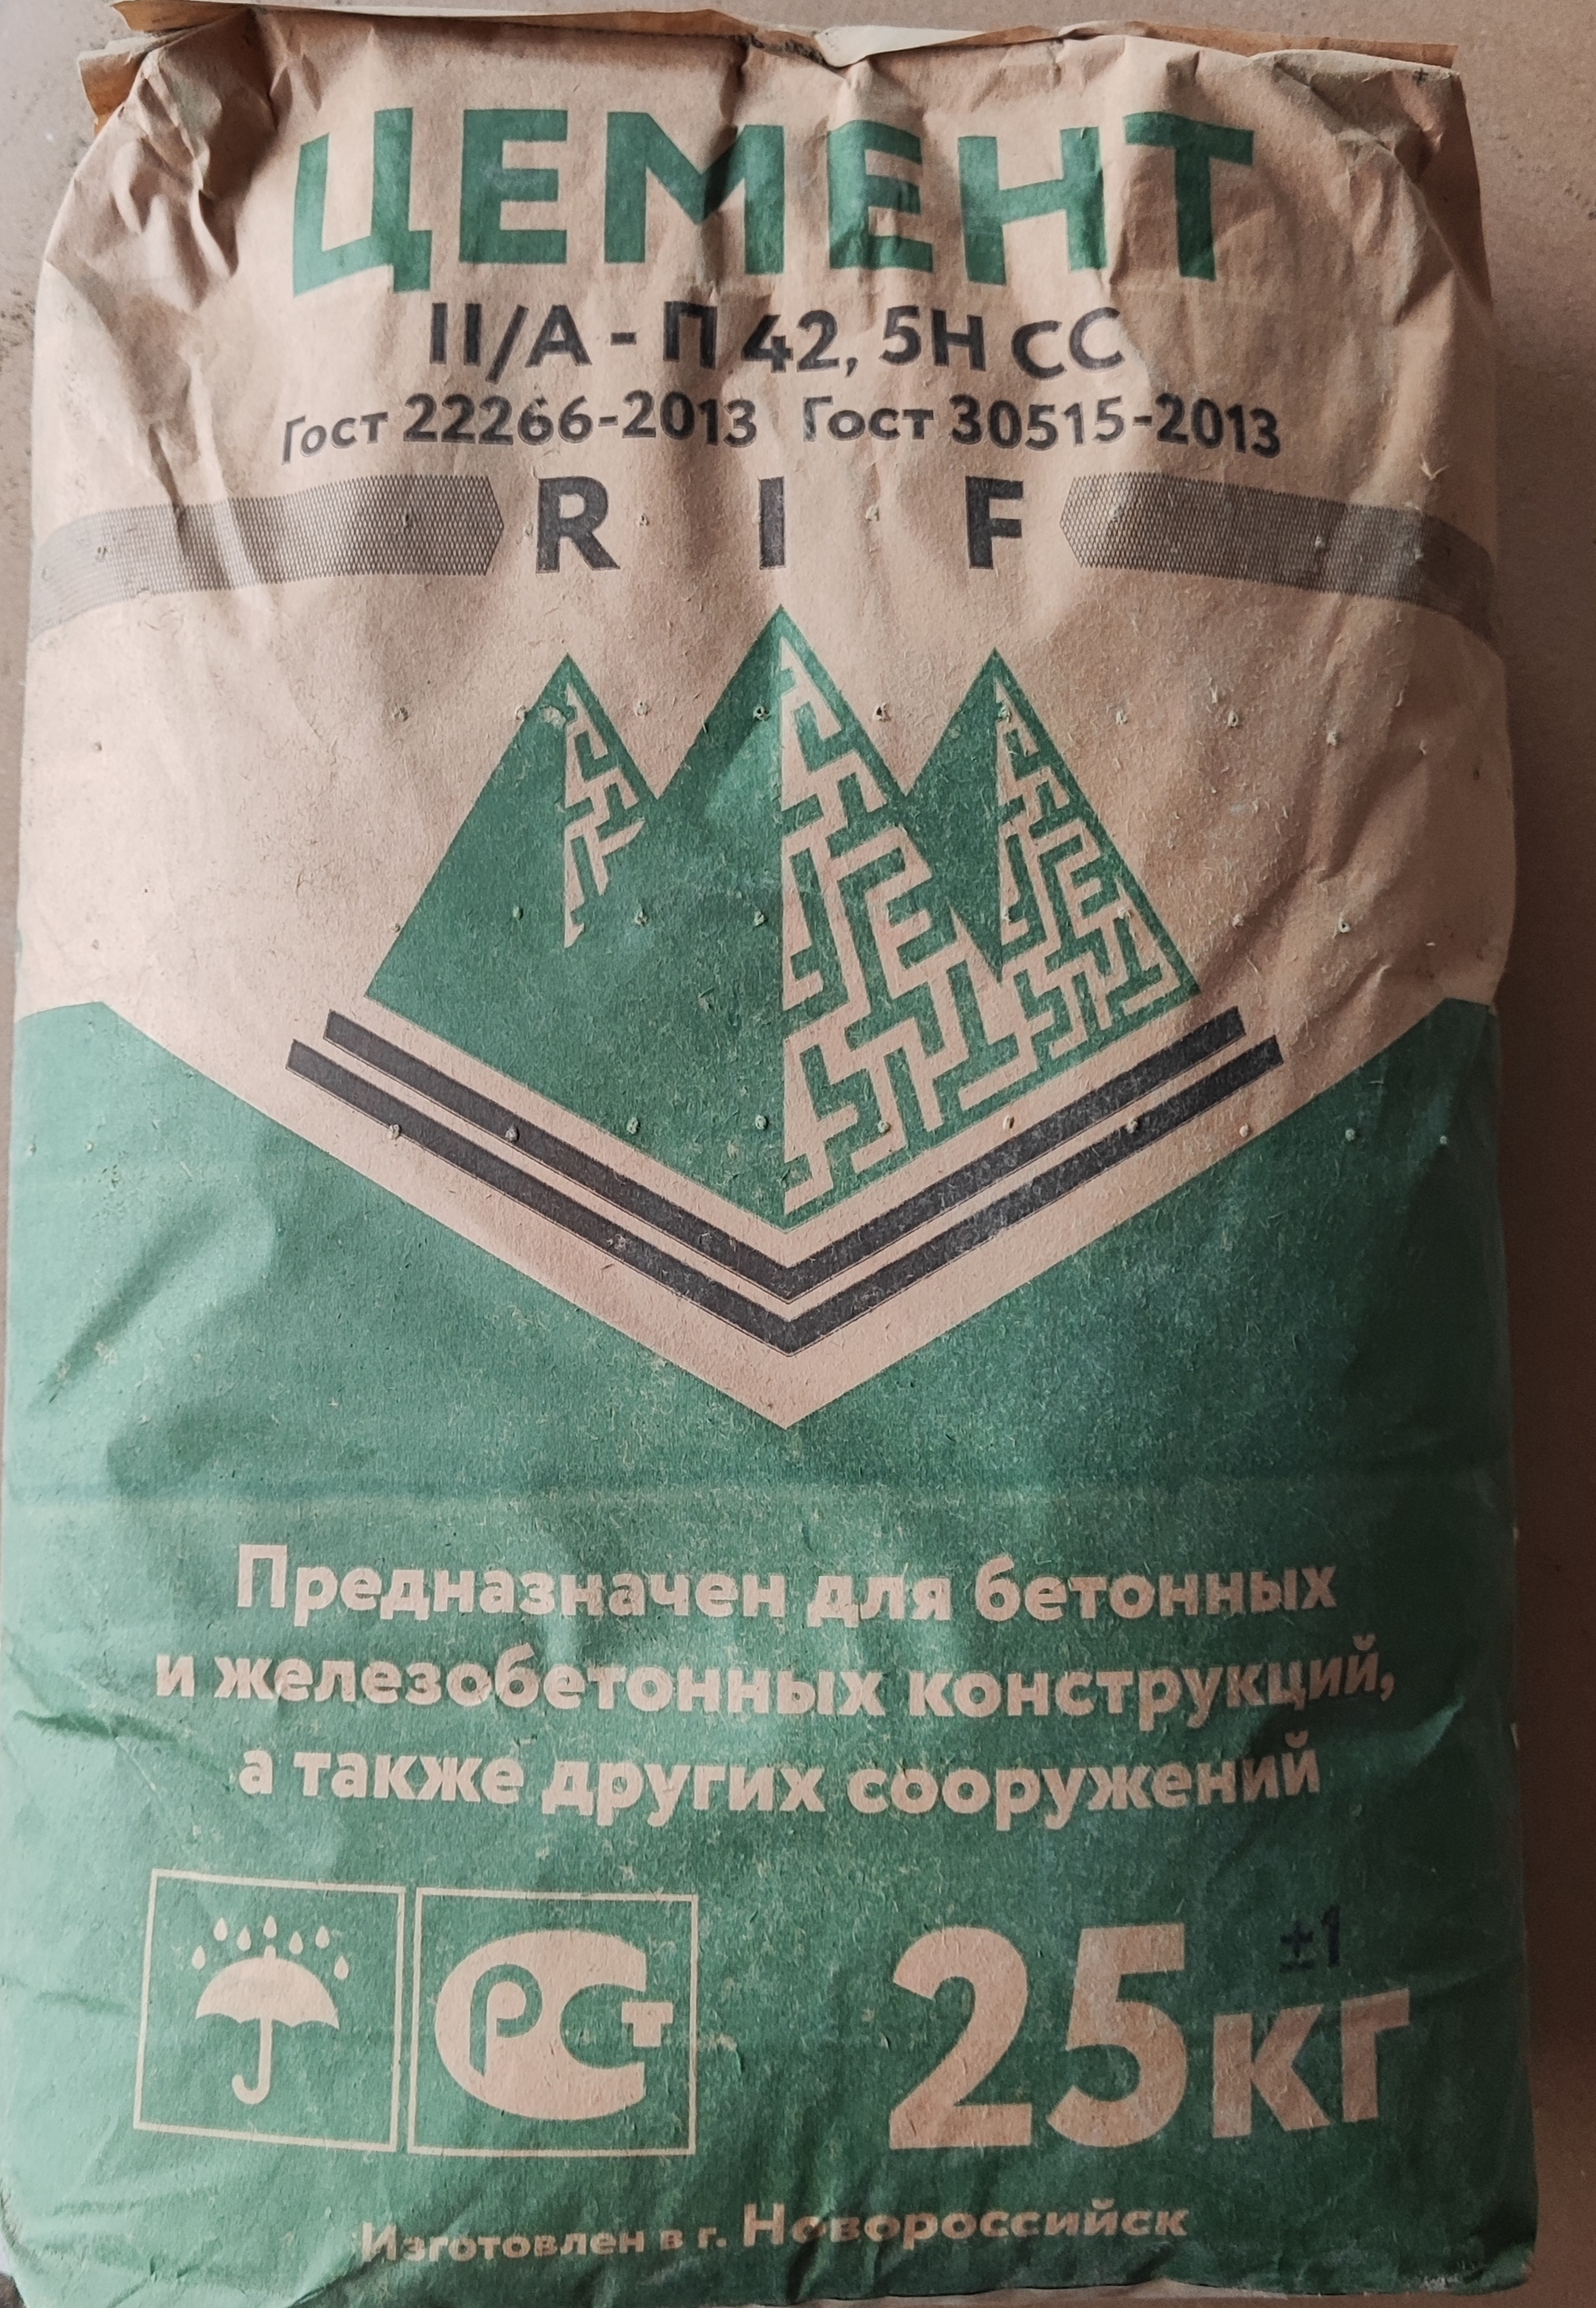 ЦЕМЕНТ
II/А - П 42, 5Н СС
Гост 22266-2013 Гост 30515-2013
R I F
Предназначен для бетонных
и железобетонных конструкций,
а также других сооружений
РСТ
25кг ±1
Изготовлен в г. Новороссийск